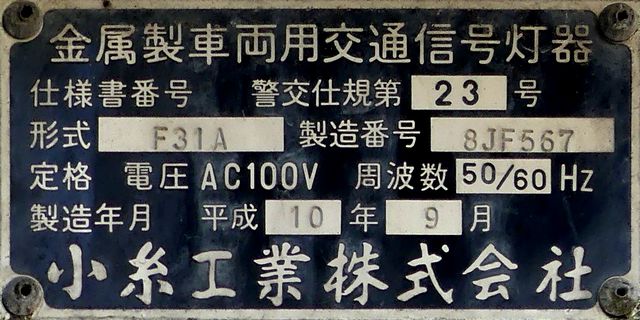 金属製車両用交通信号灯器
仕様書番号 警交仕規第 23 号
形式 F31A 製造番号 8JF567
定格 電圧 AC100V 周波数 50/60 Hz
製造年月 平成 10 年 9 月
小糸工業株式会社